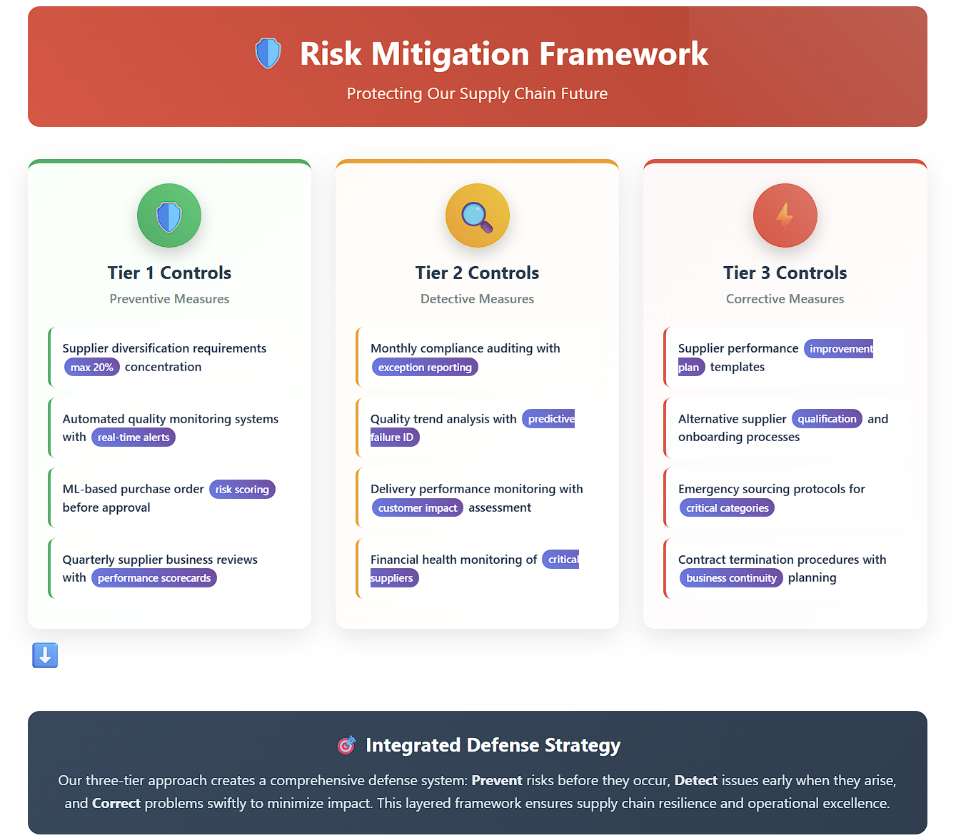 Risk Mitigation Framework
Protecting Our Supply Chain Future
Tier 1 Controls
Preventive Measures
Supplier diversification requirements
max 20% concentration
Automated quality monitoring systems
with real-time alerts
ML-based purchase order risk scoring
before approval
Quarterly supplier business reviews
with performance scorecards
Tier 2 Controls
Detective Measures
Monthly compliance auditing with
exception reporting
Quality trend analysis with predictive
failure ID
Delivery performance monitoring with
customer impact assessment
Financial health monitoring of critical
suppliers
Tier 3 Controls
Corrective Measures
Supplier performance improvement
plan templates
Alternative supplier qualification and
onboarding processes
Emergency sourcing protocols for
critical categories
Contract termination procedures with
business continuity planning
Integrated Defense Strategy
Our three-tier approach creates a comprehensive defense system: Prevent risks before they occur, Detect issues early when they arise,
and Correct problems swiftly to minimize impact. This layered framework ensures supply chain resilience and operational excellence.